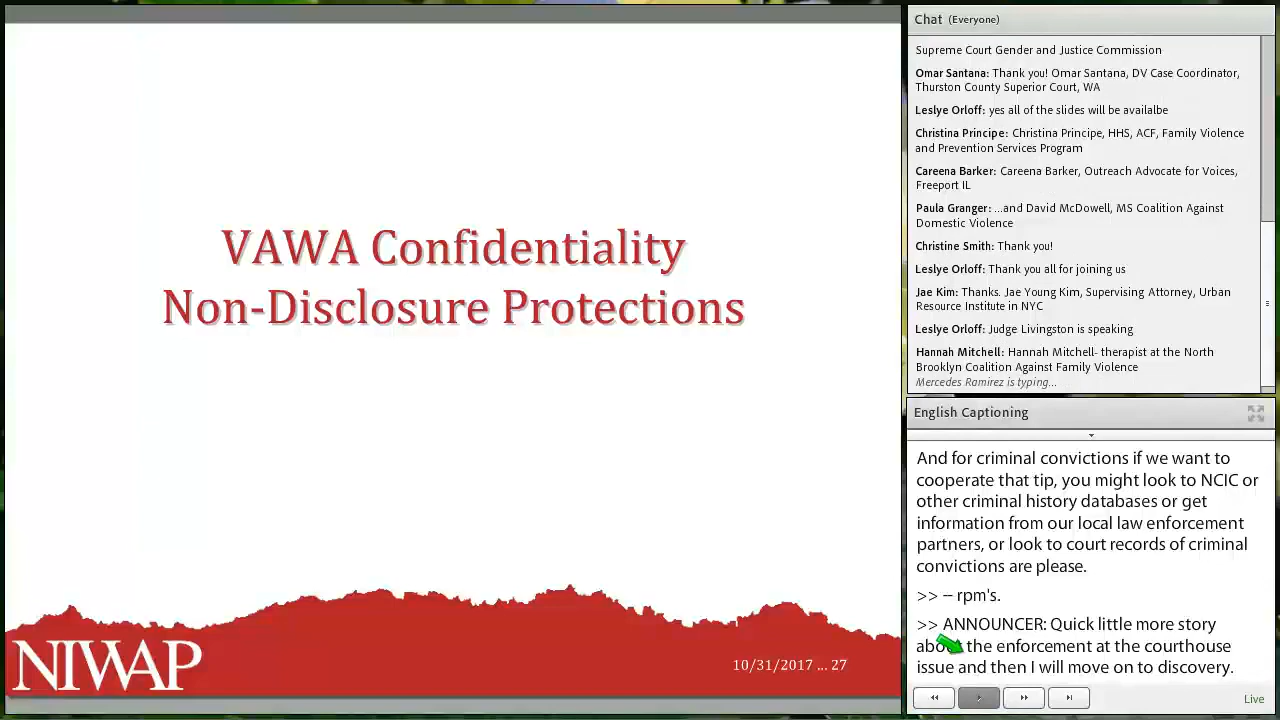 VAWA Confidentiality
Non-Disclosure Protections
NIWAP
10/31/2017 ... 27
Chat (Everyone)
Supreme Court Gender and Justice Commission
Omar Santana: Thank you! Omar Santana, DV Case Coordinator,
Thurston County Superior Court, WA
Leslye Orloff: yes all of the slides will be availalbe
Christina Principe: Christina Principe, HHS, ACF, Family Violence
and Prevention Services Program
Careena Barker: Careena Barker, Outreach Advocate for Voices,
Freeport IL
Paula Granger: ...and David McDowell, MS Coalition Against
Domestic Violence
Christine Smith: Thank you!
Leslye Orloff: Thank you all for joining us
Jae Kim: Thanks. Jae Young Kim, Supervising Attorney, Urban
Resource Institute in NYC
Leslye Orloff: Judge Livingston is speaking
Hannah Mitchell: Hannah Mitchell- therapist at the North
Brooklyn Coalition Against Family Violence
Mercedes Ramirez is typing...
English Captioning
And for criminal convictions if we want to
cooperate that tip, you might look to NCIC or
other criminal history databases or get
information from our local law enforcement
partners, or look to court records of criminal
convictions are please.
>> -- rpm's.
>> ANNOUNCER: Quick little more story
about the enforcement at the courthouse
issue and then I will move on to discovery.
Live